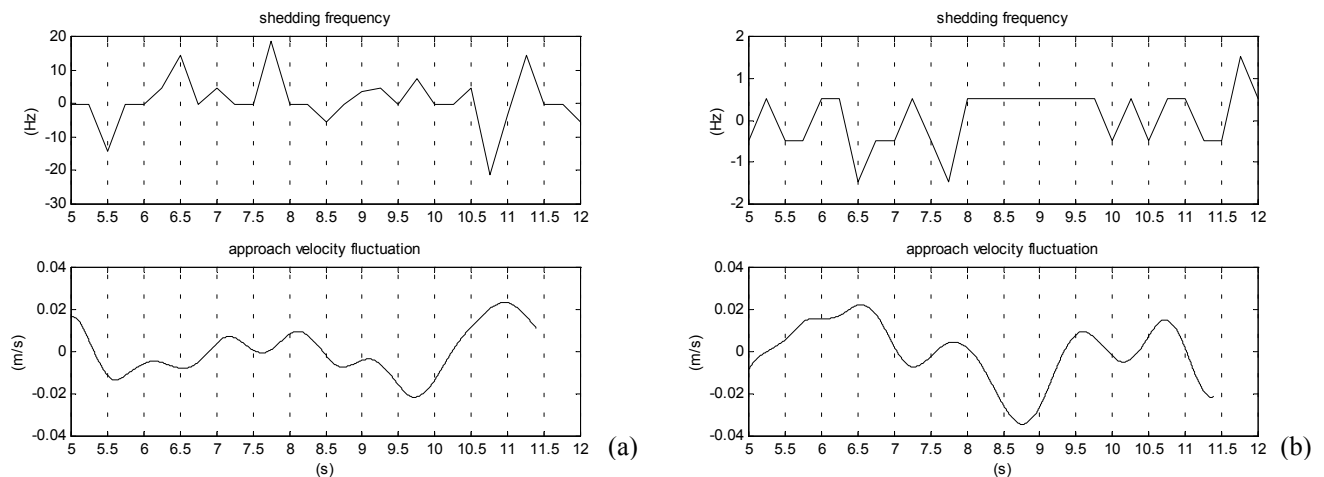 shedding frequency
(Hz)
20
10
0
-10
-20
-30
5 5.5 6 6.5 7 7.5 8 8.5 9 9.5 10 10.5 11 11.5 12
approach velocity fluctuation
(m/s)
0.04
0.02
0
-0.02
-0.04
5 5.5 6 6.5 7 7.5 8 8.5 9 9.5 10 10.5 11 11.5 12
(s)
(a)
shedding frequency
(Hz)
2
1
0
-1
-2
5 5.5 6 6.5 7 7.5 8 8.5 9 9.5 10 10.5 11 11.5 12
approach velocity fluctuation
(m/s)
0.04
0.02
0
-0.02
-0.04
5 5.5 6 6.5 7 7.5 8 8.5 9 9.5 10 10.5 11 11.5 12
(s)
(b)